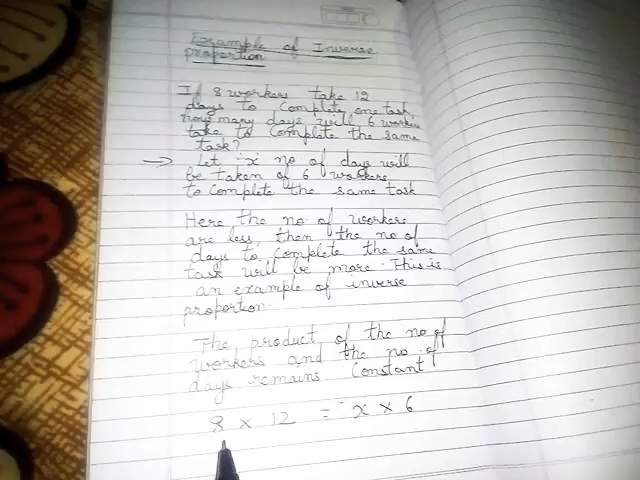 Example of Inverse
proportion
If 8 workers take 12
days to complete one task,
how many days will 6 workers
take to complete the same
task?
→ Let 'x' no of days will
be taken of 6 workers
to complete the same task
Here the no. of workers
are less, then the no of
days to complete the same
task will be more. This is
an example of inverse
proportion.
The product of the no of
workers and the no. of
days remains constant
8 × 12 = x × 6